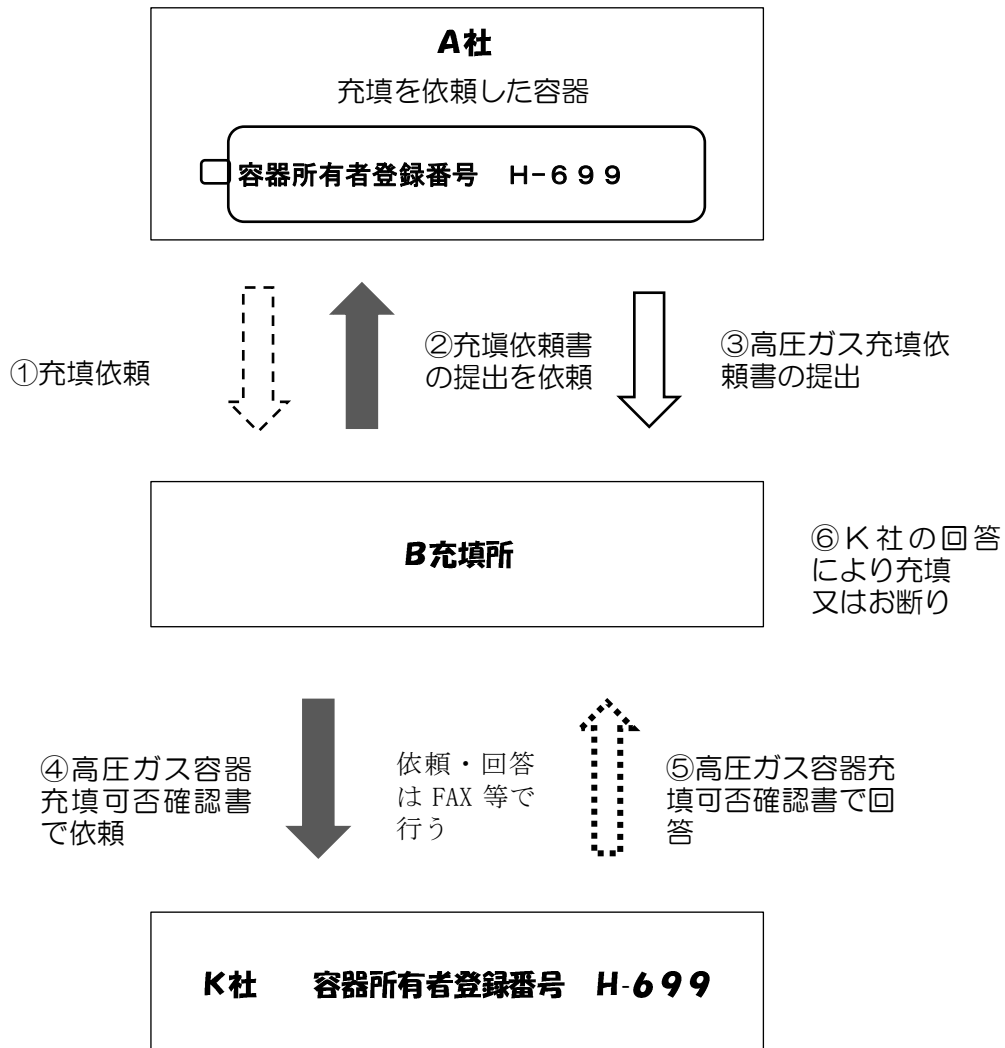 A社
充填を依頼した容器
容器所有者登録番号　H-699
①充填依頼
②充塡依頼書
の提出を依頼
③高圧ガス充填依
頼書の提出
B充填所
⑥K社の回答
により充填
又はお断り
④高圧ガス容器
充填可否確認書
で依頼
依頼・回答
は FAX 等で
行う
⑤高圧ガス容器充
填可否確認書で回
答
K社　　容器所有者登録番号　H-699